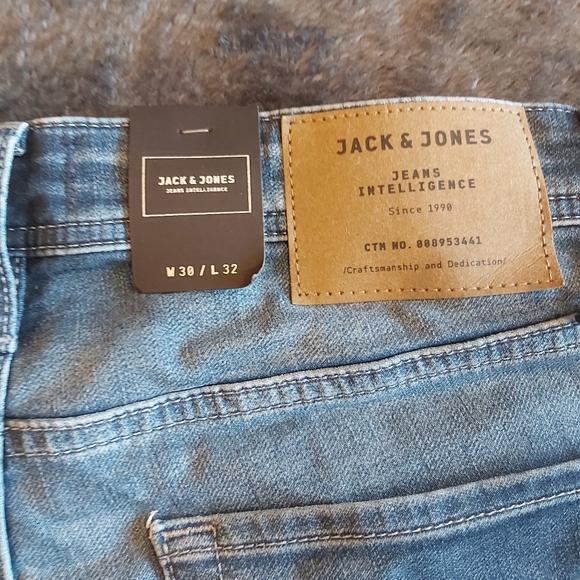 JACK & JONES
JEANS INTELLIGENCE
W 30 / L 32
JACK & JONES
JEANS
INTELLIGENCE
Since 1990
CTM NO. 008953441
/Craftsmanship and Dedication/